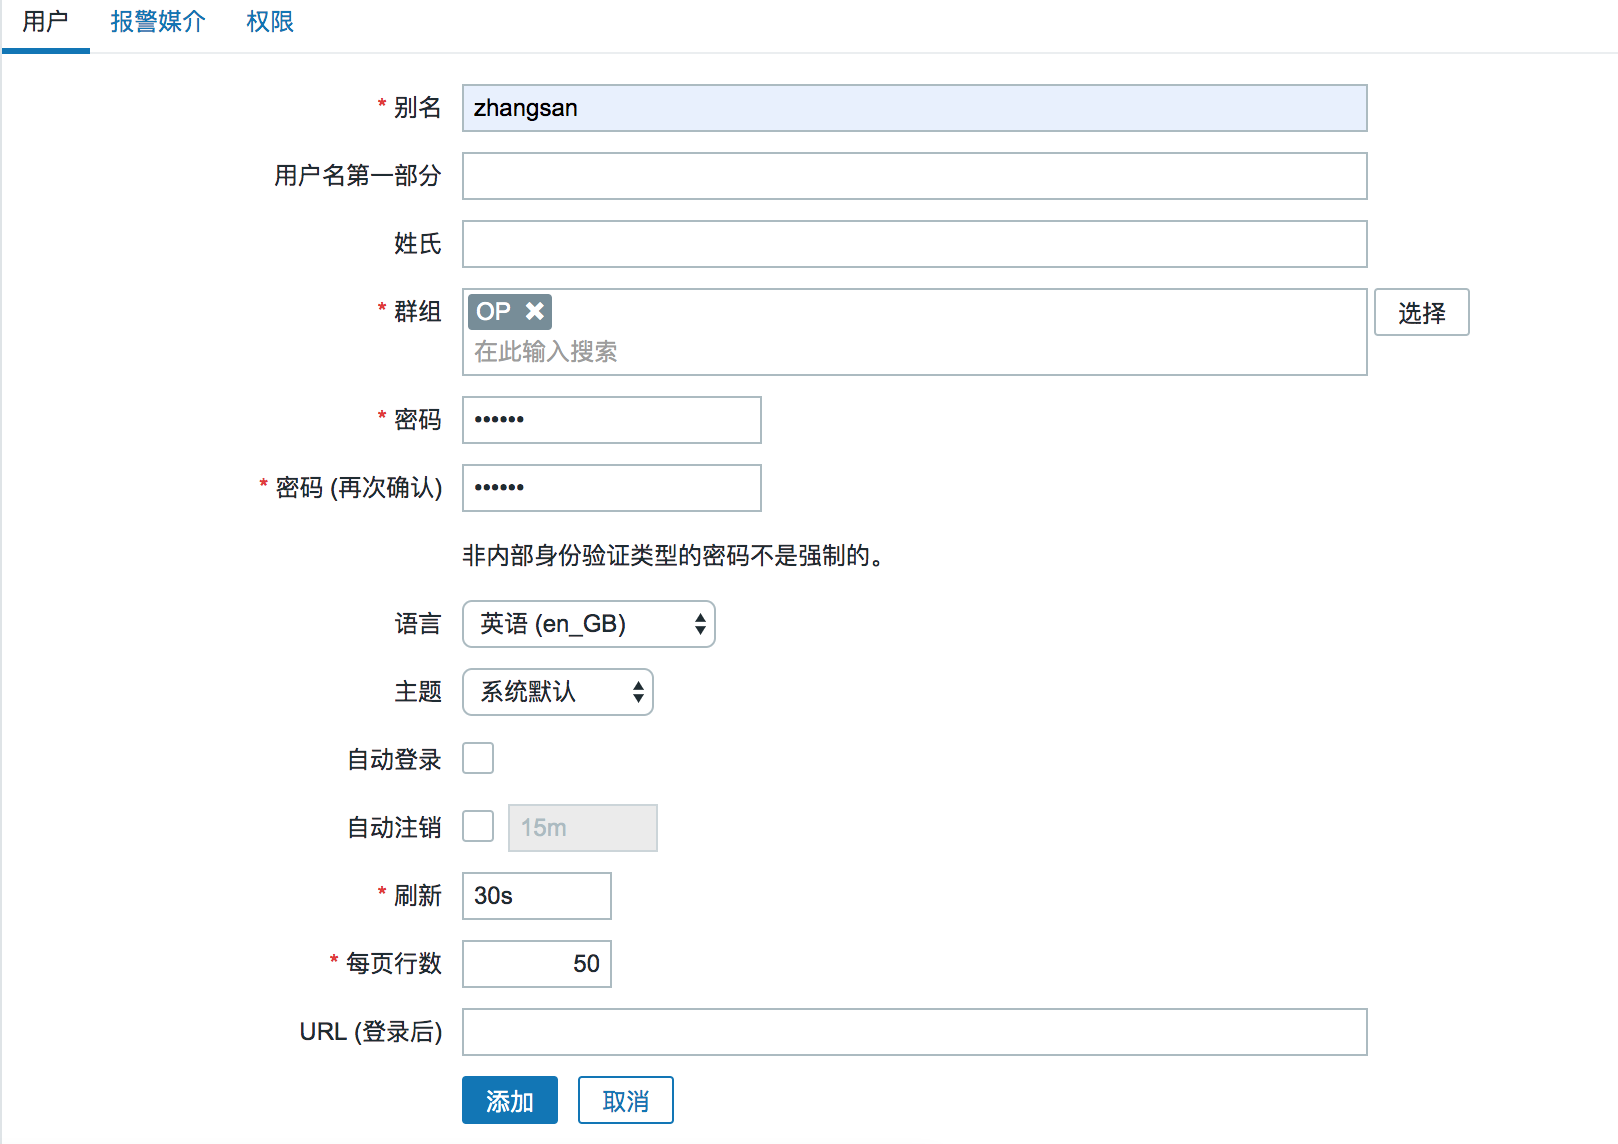 用户 报警媒介 权限
* 别名 zhangsan
用户名第一部分
姓氏
* 群组 OP ✖ 选择
在此输入搜索
* 密码 ••••••
* 密码 (再次确认) ••••••
非内部身份验证类型的密码不是强制的。
语言 英语 (en_GB)
主题 系统默认
自动登录
自动注销 15m
* 刷新 30s
* 每页行数 50
URL (登录后)
添加 取消